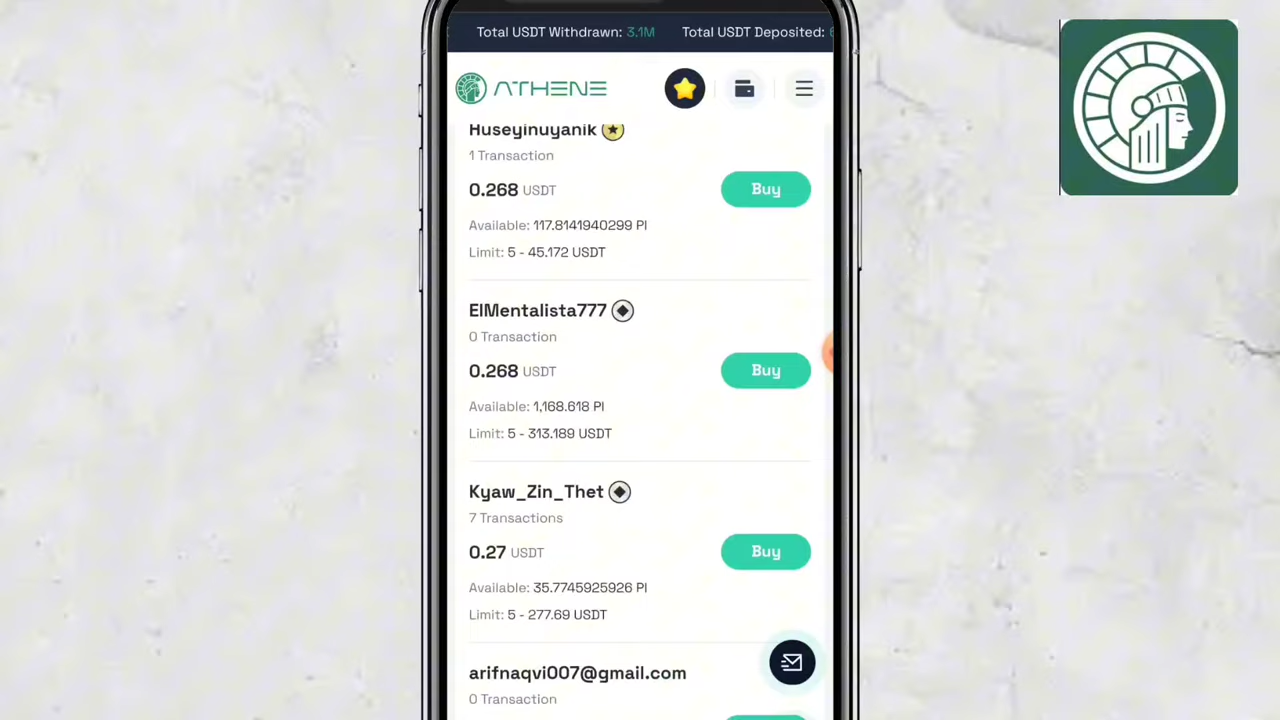 Total USDT Withdrawn: 3.1M Total USDT Deposited:
ATHENE
Huseyinuyanik
1 Transaction
0.268 USDT
Buy
Available: 117.8141940299 PI
Limit: 5 - 45.172 USDT
ElMentalista777
0 Transaction
0.268 USDT
Buy
Available: 1,168.618 PI
Limit: 5 - 313.189 USDT
Kyaw_Zin_Thet
7 Transactions
0.27 USDT
Buy
Available: 35.7745925926 PI
Limit: 5 - 277.69 USDT
arifnaqvi007@gmail.com
0 Transaction